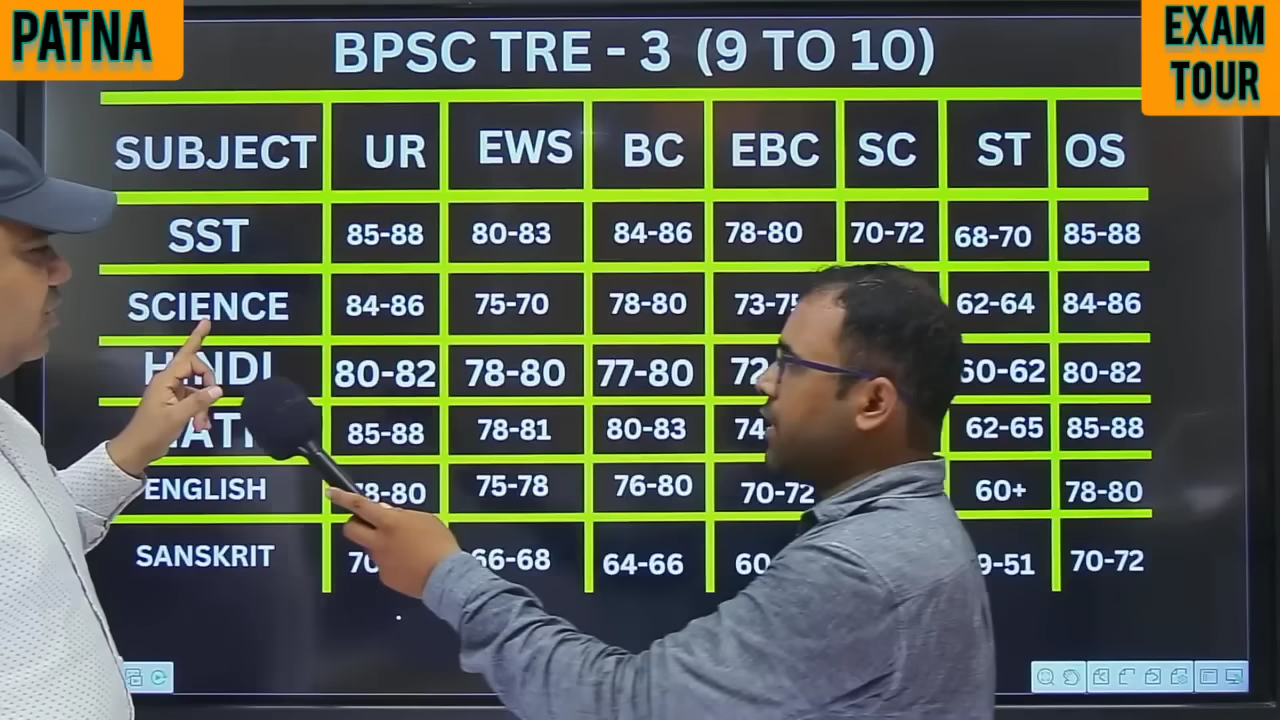 PATNA
EXAM
TOUR
BPSC TRE - 3 (9 TO 10)
SUBJECT UR EWS BC EBC SC ST OS
SST 85-88 80-83 84-86 78-80 70-72 68-70 85-88
SCIENCE 84-86 75-70 78-80 62-64 84-86
HINDI 80-82 78-80 77-80 60-62 80-82
85-88 78-81 80-83 62-65 85-88
ENGLISH 78-80 75-78 76-80 70-72 60+ 78-80
SANSKRIT 66-68 64-66 70-72